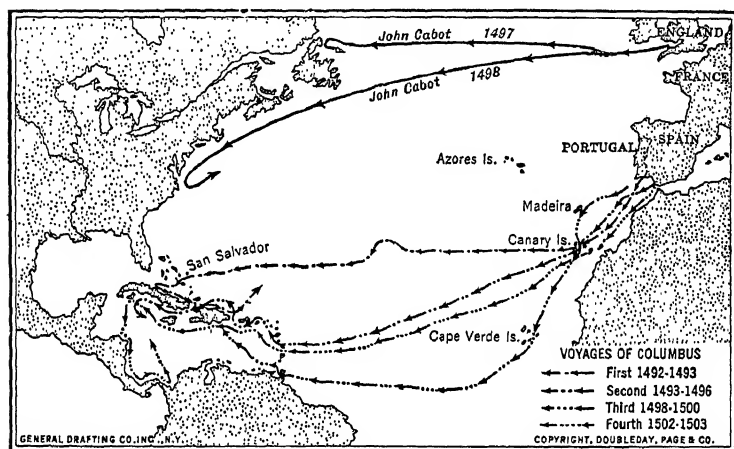 John Cabot 1497
ENGLAND
John Cabot 1498
FRANCE
PORTUGAL
SPAIN
Azores Is.
Madeira
Canary Is.
San Salvador
Cape Verde Is.
VOYAGES OF COLUMBUS
First 1492-1493
Second 1493-1496
Third 1498-1500
Fourth 1502-1503
GENERAL DRAFTING CO. INC., N.Y.
COPYRIGHT, DOUBLEDAY, PAGE & CO.